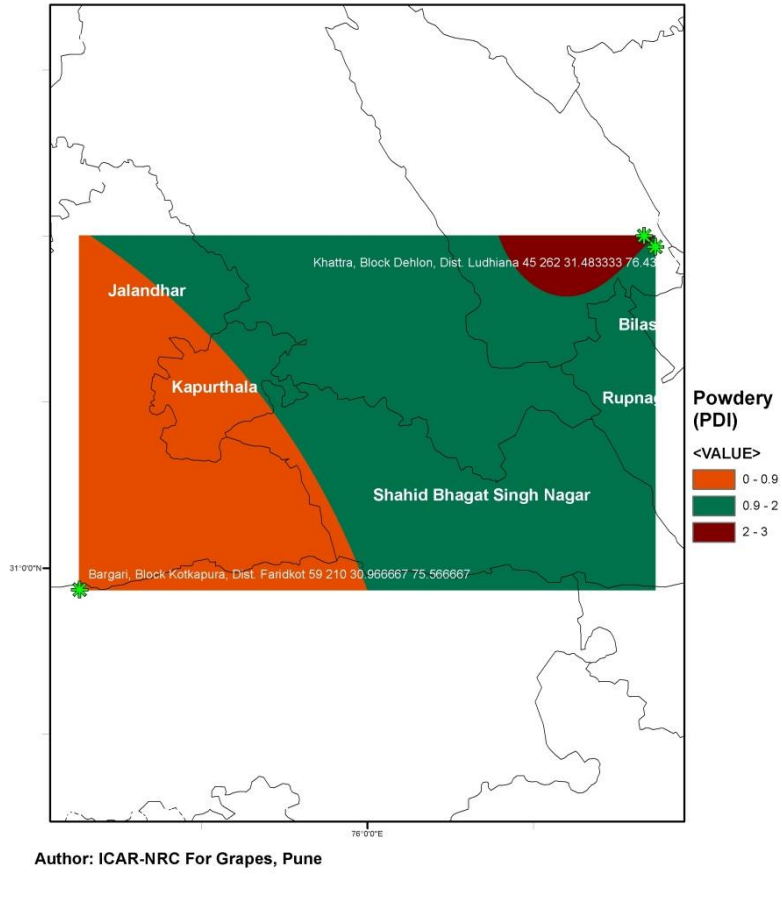 Khattra, Block Dehlon, Dist. Ludhiana 45 262 31.483333 76.43
Jalandhar
Bilas
Kapurthala
Rupnag
Powdery
(PDI)
<VALUE>
0 - 0.9
0.9 - 2
2 - 3
Shahid Bhagat Singh Nagar
31°0'0"N
Bargari, Block Kotkapura, Dist. Faridkot 59 210 30.966667 75.566667
76°0'0"E
Author: ICAR-NRC For Grapes, Pune